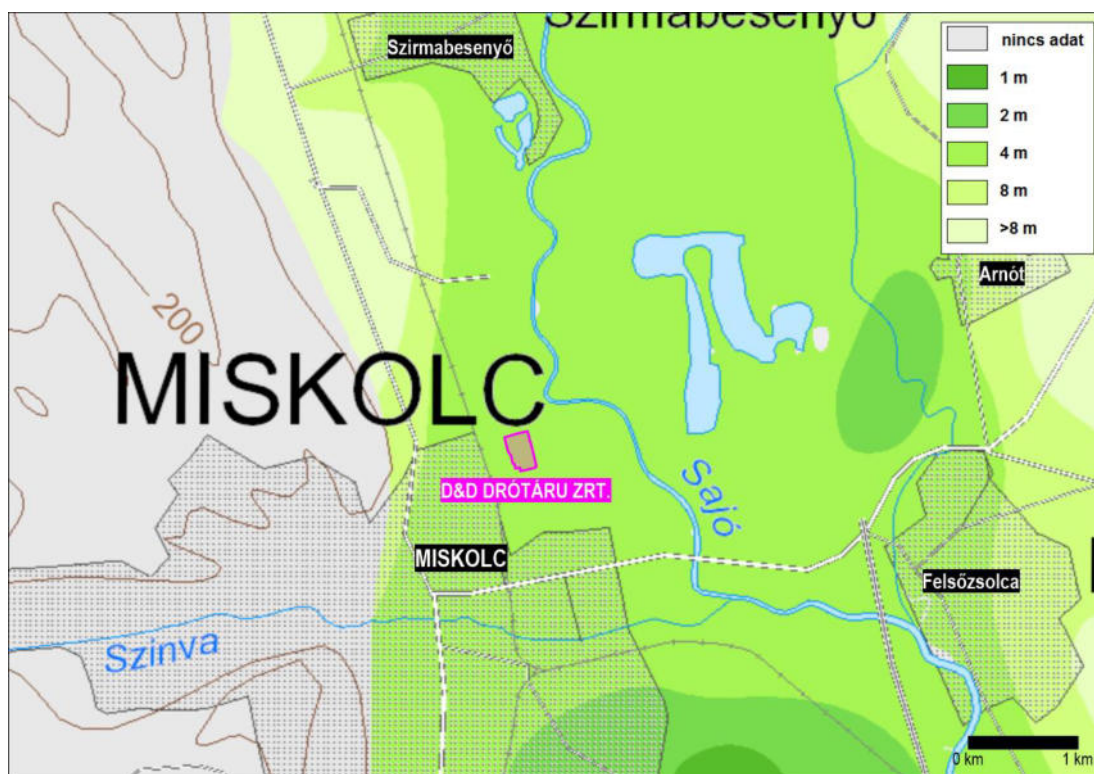 Szirmabesenyő
Szirmabesenyő
nincs adat
1 m
2 m
4 m
8 m
>8 m
Arnót
200
MISKOLC
D&D DRÓTÁRU ZRT.
Sajó
MISKOLC
Felsőzsolca
Szinva
0 km
1 km